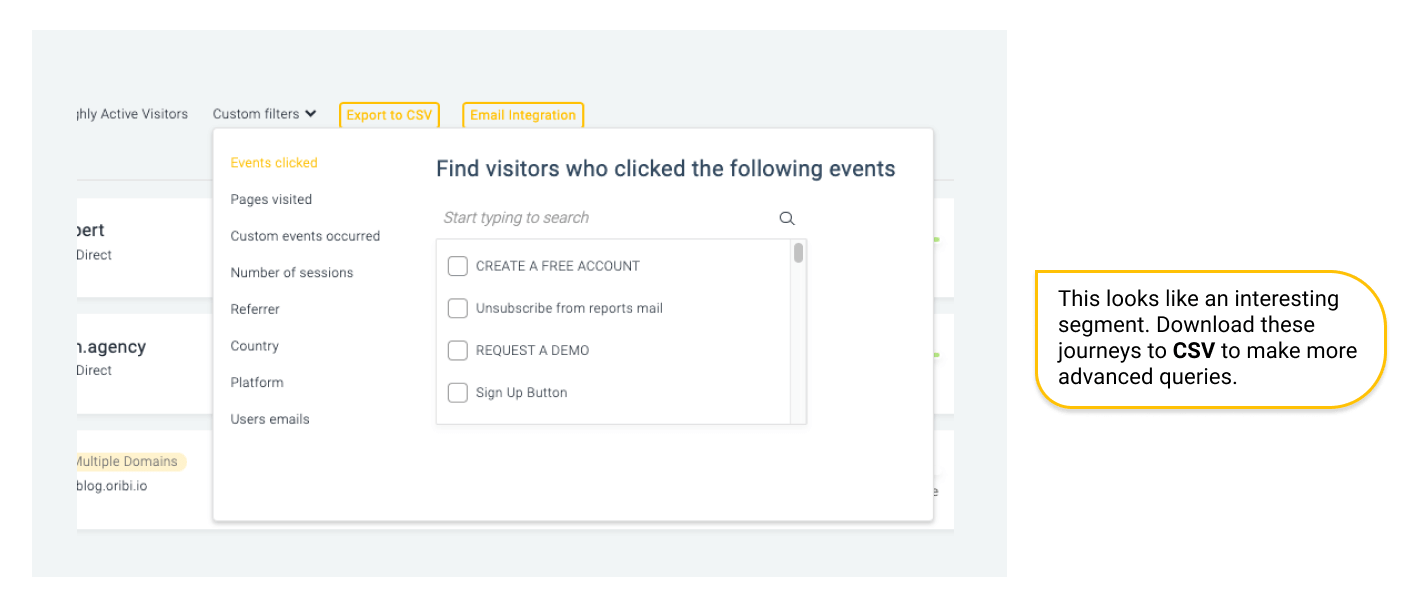 ghly Active Visitors Custom filters Export to CSV Email Integration
Events clicked
Pages visited
Custom events occurred
Number of sessions
Referrer
Country
Platform
Users emails
Find visitors who clicked the following events
Start typing to search
CREATE A FREE ACCOUNT
Unsubscribe from reports mail
REQUEST A DEMO
Sign Up Button
pert
Direct
n.agency
Direct
Multiple Domains
blog.oribi.io
e
This looks like an interesting
segment. Download these
journeys to CSV to make more
advanced queries.